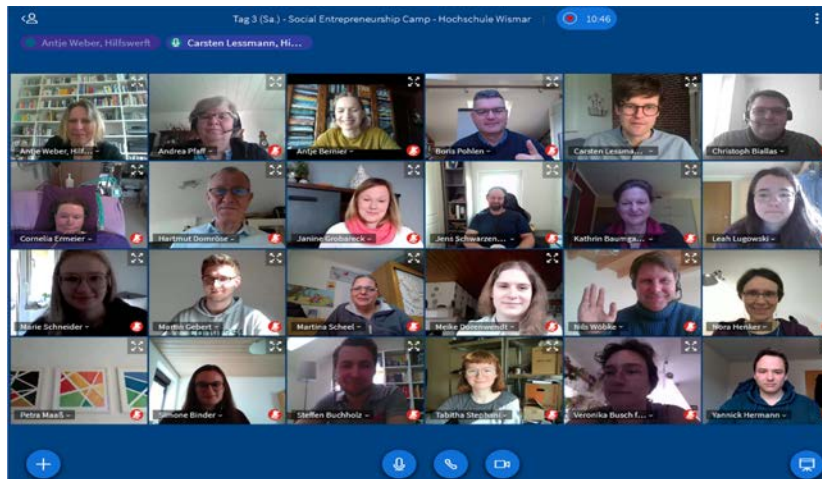 Tag 3 (Sa.) - Social Entrepreneurship Camp - Hochschule Wismar
10:46
Antje Weber, Hilfswerft
Carsten Lessmann, Hi...
Antje Weber, Hilf...
Andrea Pfaff
Antje Bernier
Boris Pohlen
Carsten Lessma...
Christoph Biallas
Cornelia Ermeier
Hartmut Domröse
Janine Grobareck
Jens Schwarzen...
Kathrin Baumga...
Leah Lugowski
Marie Schneider
Martin Gebert
Martina Scheel
Meike Dorenwendt
Nils Wöbke
Nora Henker
Petra Maaß
Simone Binder
Steffen Buchholz
Tabitha Stephani
Veronika Busch f...
Yannick Hermann